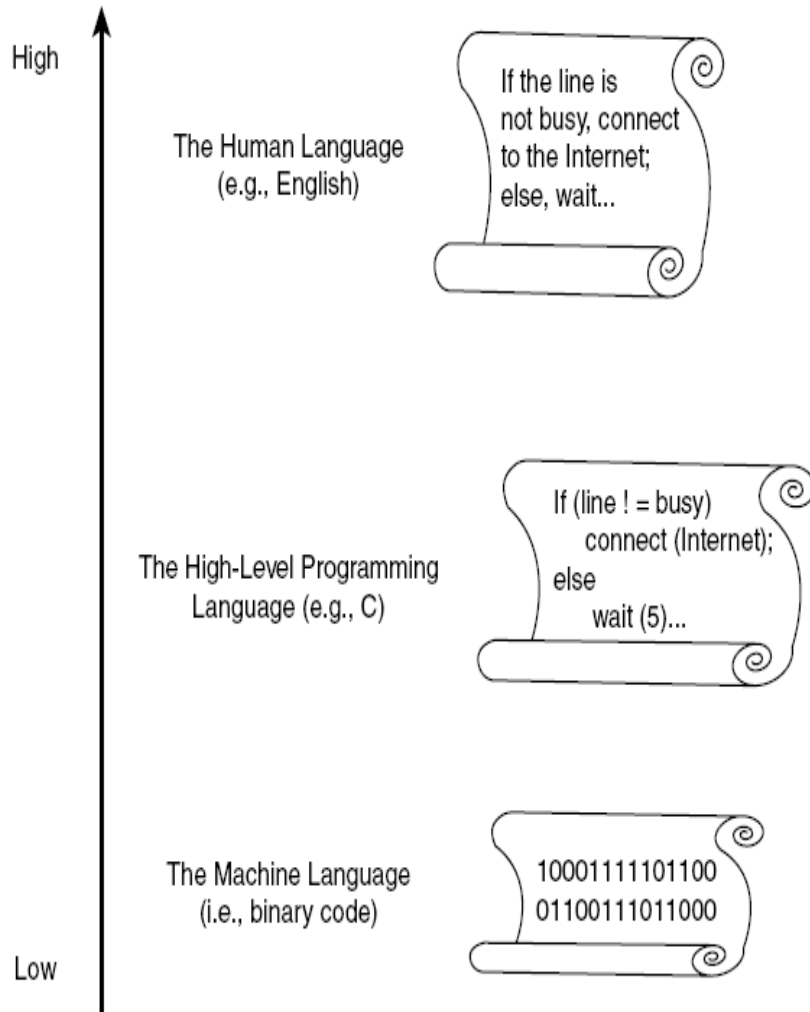 High
The Human Language
(e.g., English)
If the line is
not busy, connect
to the Internet;
else, wait...
The High-Level Programming
Language (e.g., C)
If (line ! = busy)
connect (Internet);
else
wait (5)...
The Machine Language
(i.e., binary code)
10001111101100
01100111011000
Low